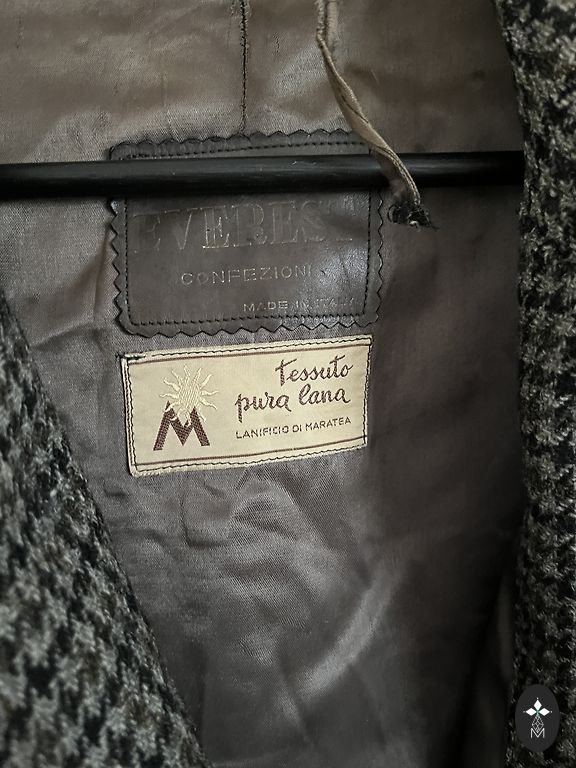 EVEREST
CONFEZIONI
MADE IN ITALY
Tessuto
pura lana
M
LANIFICIO DI MARATEA
M